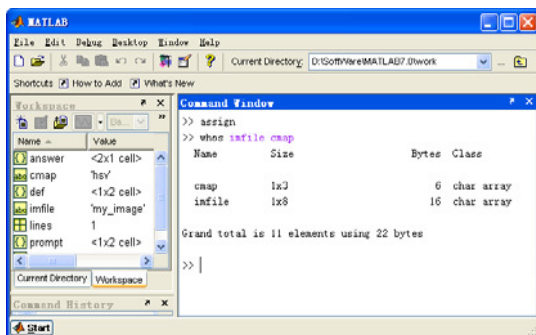 MATLAB
File Edit Debug Desktop Window Help
Current Directory: D:\SoftWare\MATLAB7.0\work
Shortcuts How to Add What's New
Workspace
Name Value
answer <2x1 cell>
cmap 'hsv'
def <1x2 cell>
imfile 'my_image'
lines 1
prompt <1x2 cell>
Current Directory Workspace
Command History
Command Window
>> assign
>> whos imfile cmap
Name Size Bytes Class
cmap 1x3 6 char array
imfile 1x8 16 char array
Grand total is 11 elements using 22 bytes
>>
Start